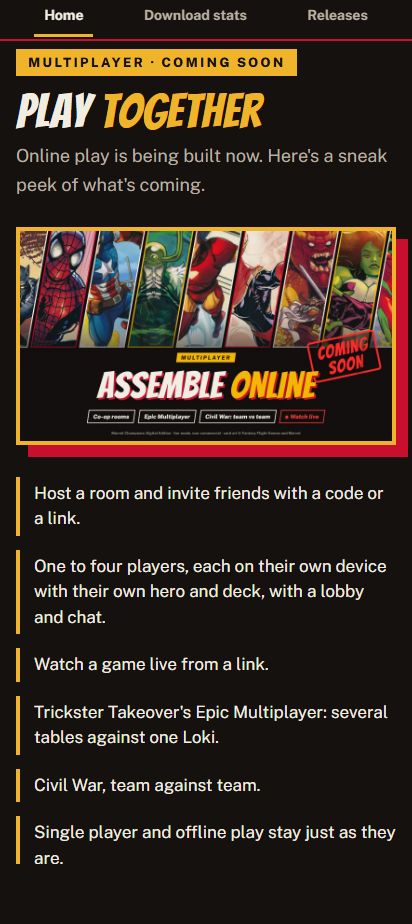 Home Download stats Releases
MULTIPLAYER · COMING SOON
PLAY TOGETHER
Online play is being built now. Here's a sneak
peek of what's coming.
MULTIPLAYER
COMING
SOON
ASSEMBLE ONLINE
Co-op rooms Epic Multiplayer Civil War: team vs team Watch live
Host a room and invite friends with a code or
a link.
One to four players, each on their own device
with their own hero and deck, with a lobby
and chat.
Watch a game live from a link.
Trickster Takeover's Epic Multiplayer: several
tables against one Loki.
Civil War, team against team.
Single player and offline play stay just as they
are.